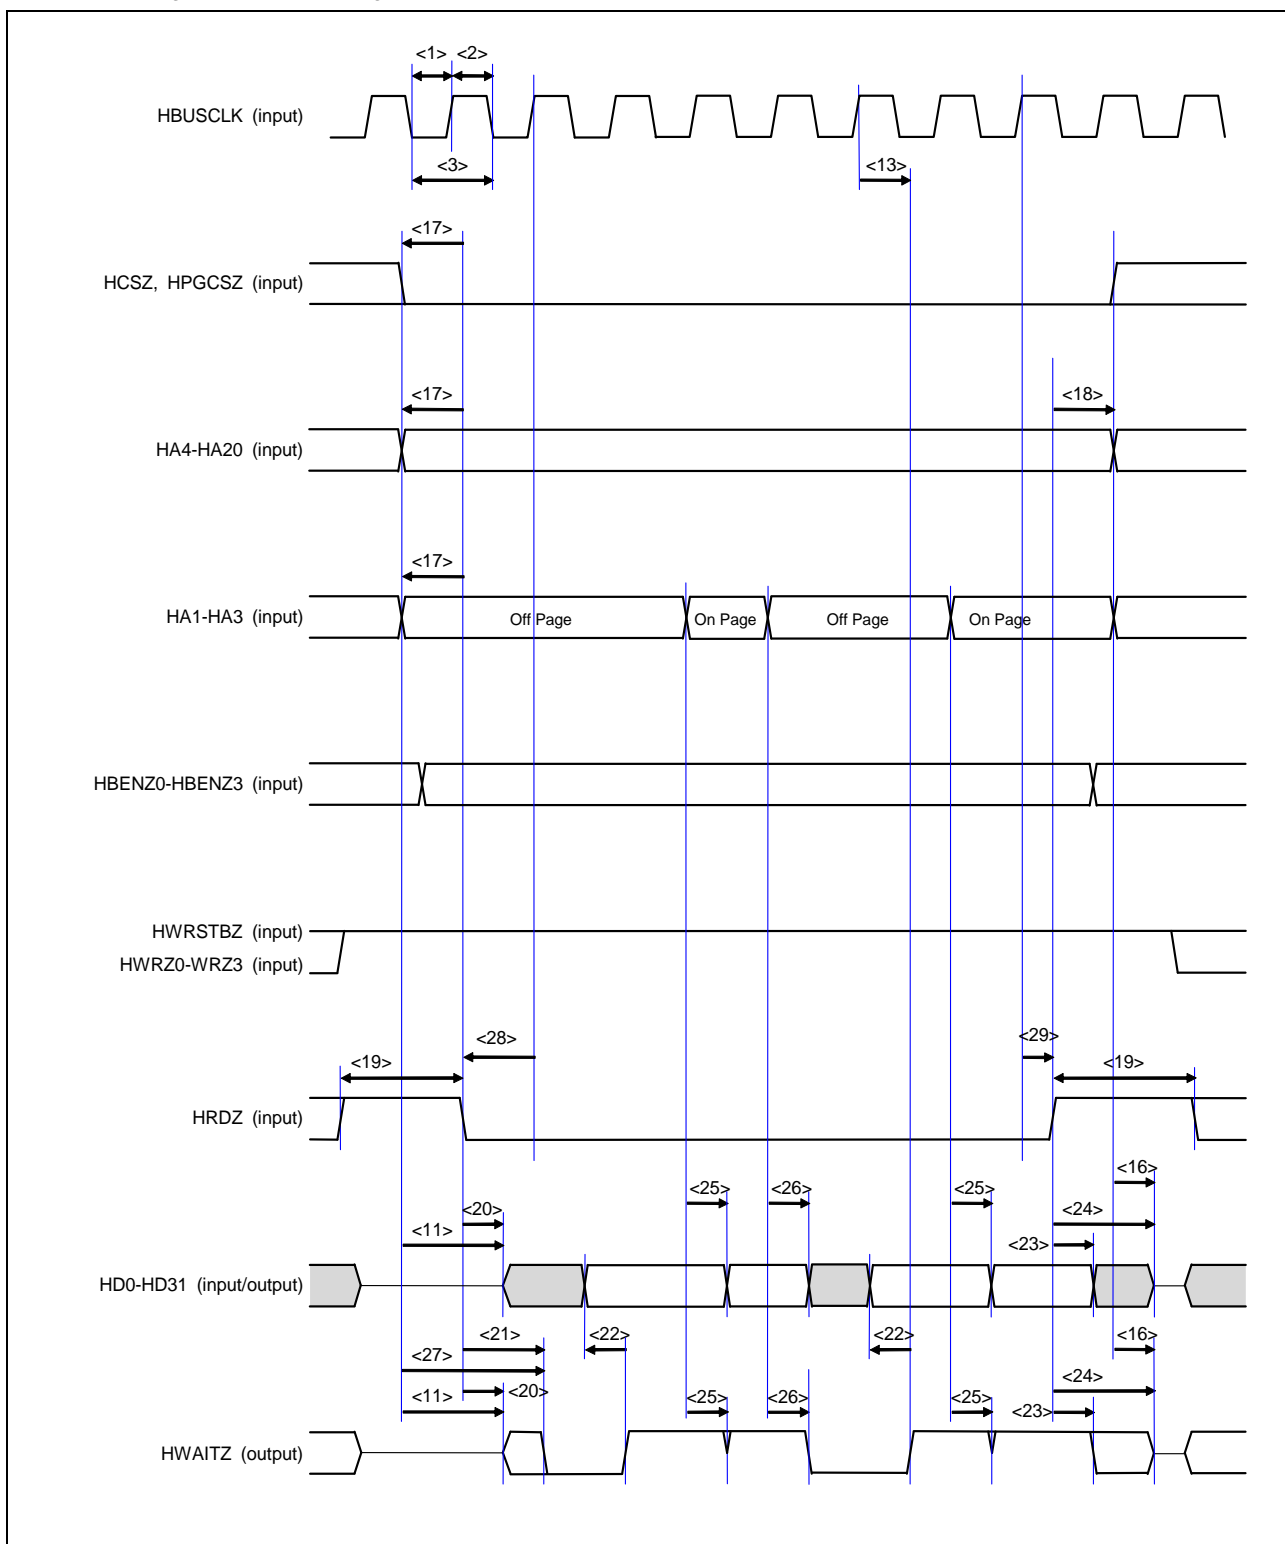 <1> <2>
HBUSCLK (input)
<3> <13>
<17>
HCSZ, HPGCSZ (input)
<17> <18>
HA4-HA20 (input)
<17>
HA1-HA3 (input) Off Page On Page Off Page On Page
HBENZ0-HBENZ3 (input)
HWRSTBZ (input)
HWRZ0-WRZ3 (input)
<28> <29>
<19> <19>
HRDZ (input)
<16>
<25> <26> <25>
<20> <24>
<11> <23>
HD0-HD31 (input/output)
<21> <22> <22> <16>
<27> <24>
<11> <20> <25> <26> <25> <23>
HWAITZ (output)